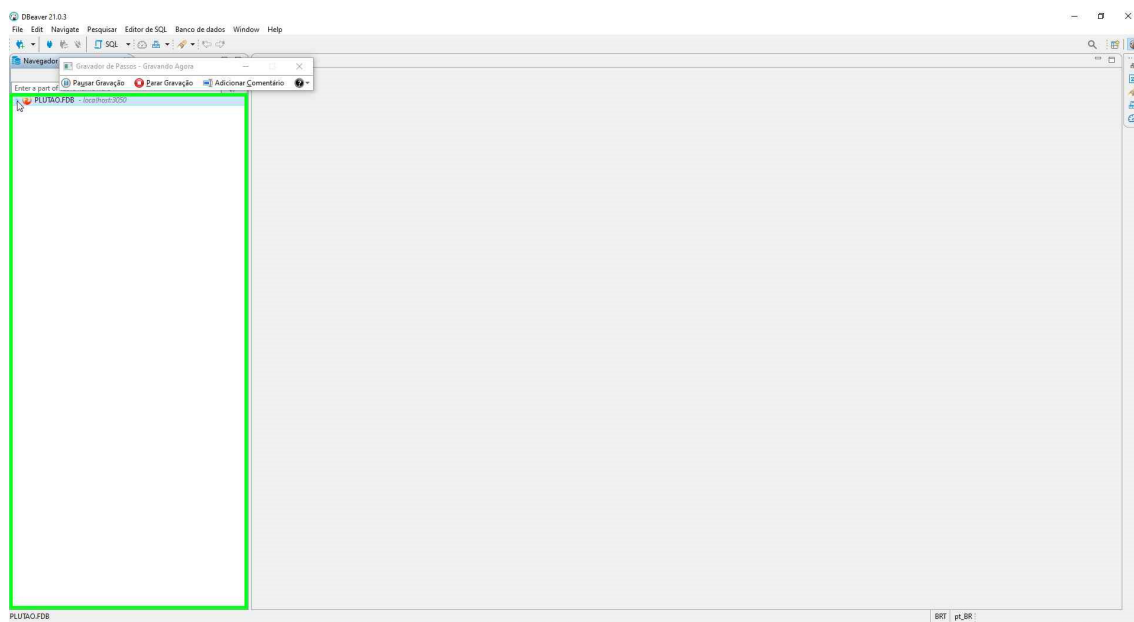 DBeaver 21.0.3
File Edit Navigate Pesquisar Editor de SQL Banco de dados Window Help
SQL
Navegador
Gravador de Passos - Gravando Agora
Enter a part of
Pausar Gravação Parar Gravação Adicionar Comentário
PLUTAO.FDB - localhost:3050
PLUTAO.FDB
BRT pt_BR